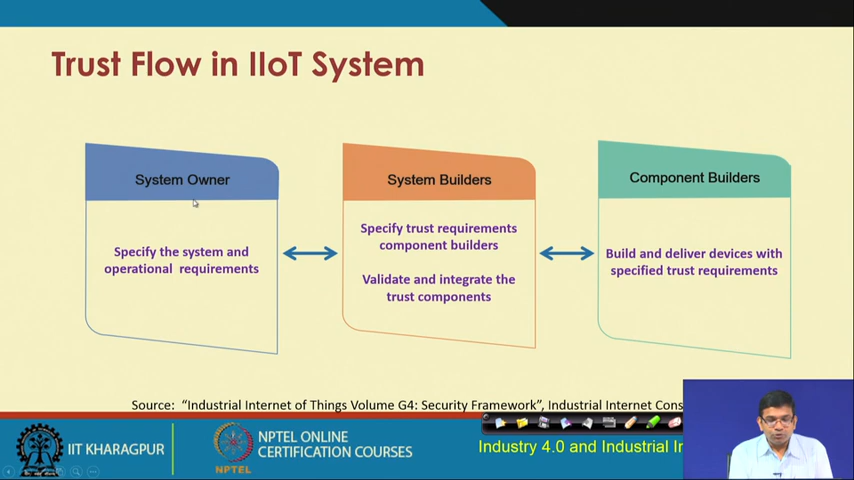 Trust Flow in IIoT System
System Owner
Specify the system and
operational requirements
System Builders
Specify trust requirements
component builders
Validate and integrate the
trust components
Component Builders
Build and deliver devices with
specified trust requirements
Source: "Industrial Internet of Things Volume G4: Security Framework", Industrial Internet Cons
IIT KHARAGPUR
NPTEL
NPTEL ONLINE
CERTIFICATION COURSES
Industry 4.0 and Industrial In